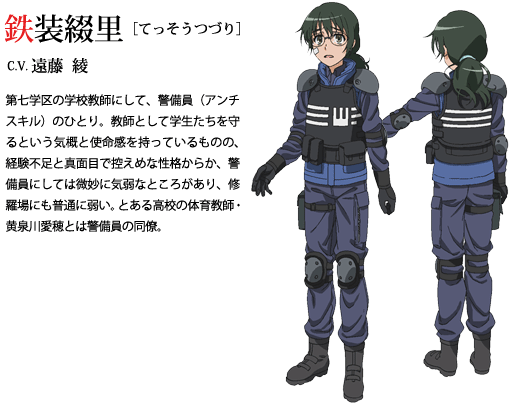 鉄装綴里［てっそうつづり］
C.V. 遠藤 綾
第七学区の学校教師にして、警備員（アンチ
スキル）のひとり。教師として学生たちを守
るという気概と使命感を持っているものの、
経験不足と真面目で控えめな性格からか、警
備員にしては微妙に気弱なところがあり、修
羅場にも普通に弱い。とある高校の体育教師・
黄泉川愛穂とは警備員の同僚。